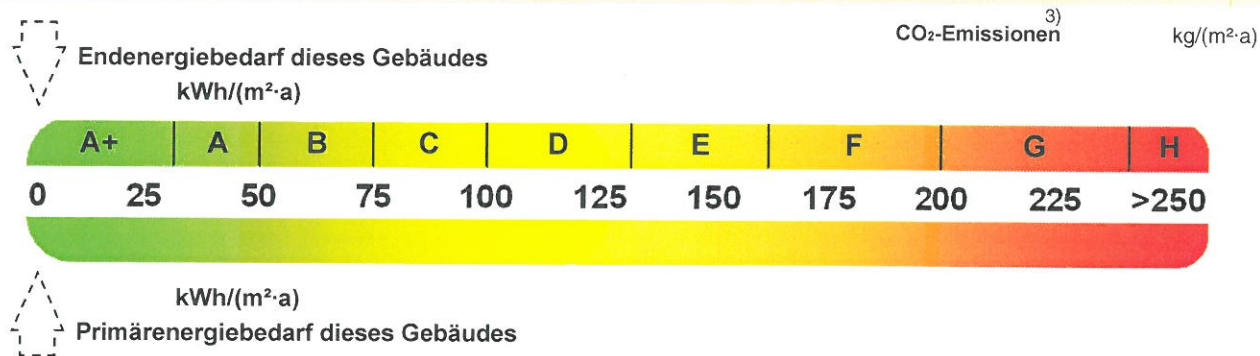 CO₂-Emissionen 3) kg/(m²·a)
Endenergiebedarf dieses Gebäudes
kWh/(m²·a)
A+ A B C D E F G H
0 25 50 75 100 125 150 175 200 225 >250
kWh/(m²·a)
Primärenergiebedarf dieses Gebäudes